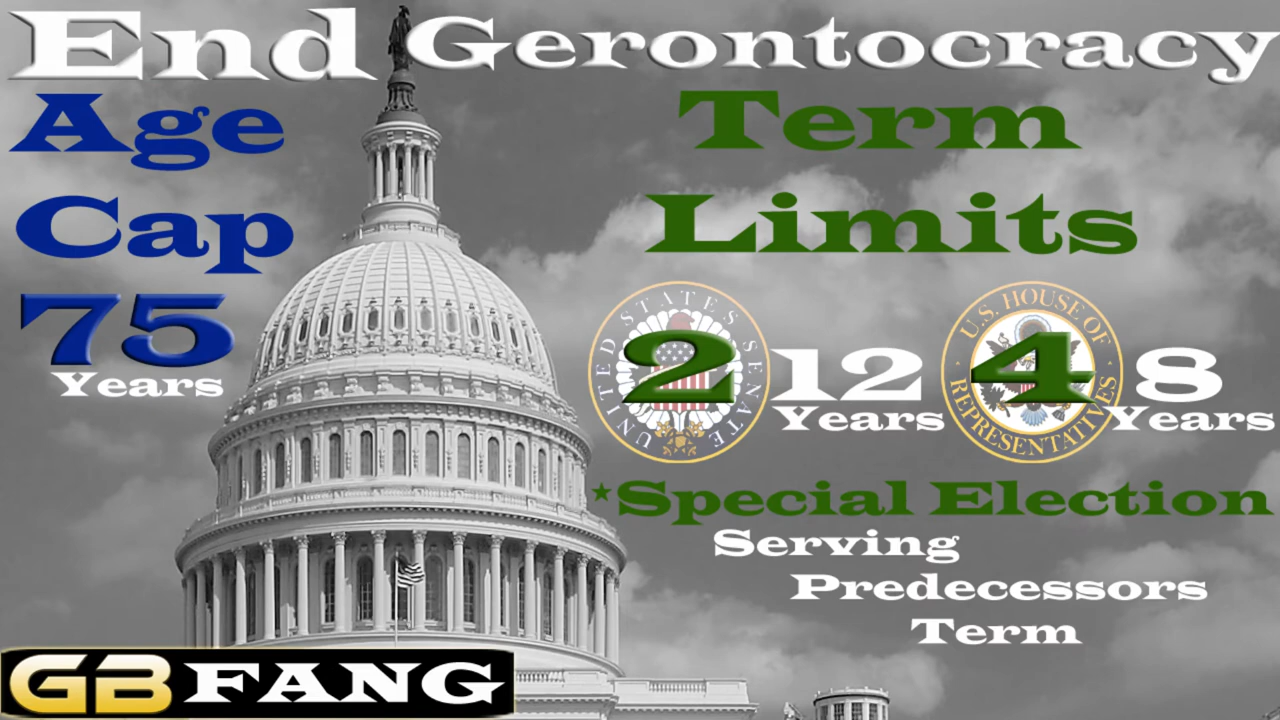 End Gerontocracy
Age
Cap
75
Years
Term
Limits
UNITED STATES SENATE
2
12
Years
U.S. HOUSE OF
REPRESENTATIVES
4
8
Years
*Special Election
Serving
Predecessors
Term
GB FANG